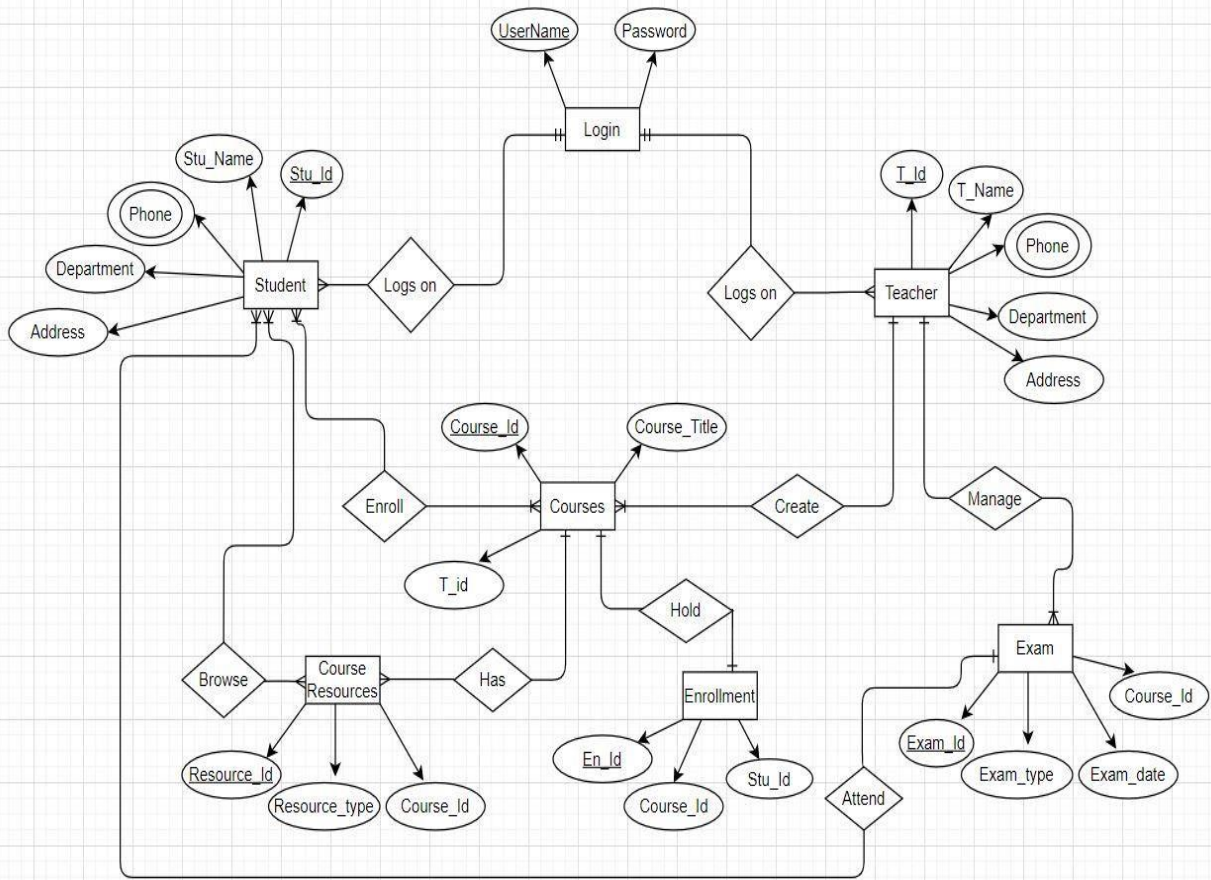 UserName
Password
Login
Stu_Name
Stu_Id
Phone
Department
Address
Student
Logs on
Logs on
T_Id
T_Name
Phone
Department
Address
Teacher
Course_Id
Course_Title
Enroll
Courses
Create
Manage
T_id
Hold
Browse
Course
Resources
Has
Enrollment
Exam
Resource_Id
Resource_type
Course_Id
En_Id
Course_Id
Stu_Id
Attend
Exam_Id
Exam_type
Exam_date
Course_Id